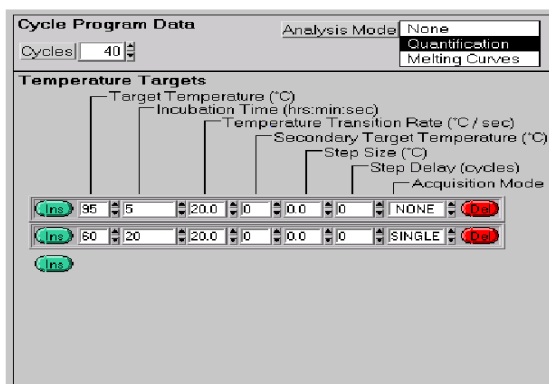 Cycle Program Data
Analysis Mode
None
Quantification
Melting Curves
Cycles 40
Temperature Targets
Target Temperature (°C)
Incubation Time (hrs:min:sec)
Temperature Transition Rate (°C / sec)
Secondary Target Temperature (°C)
Step Size (°C)
Step Delay (cycles)
Acquisition Mode
Ins 95 5 20.0 0 0.0 0 NONE Del
Ins 60 20 20.0 0 0.0 0 SINGLE Del
Ins